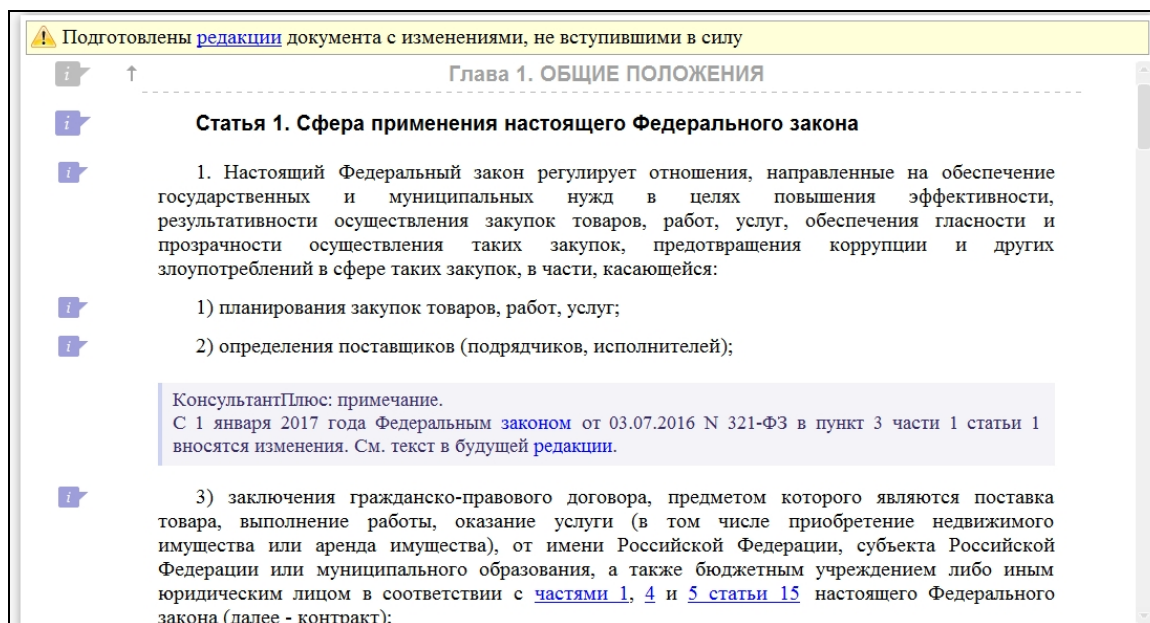 Подготовлены редакции документа с изменениями, не вступившими в силу
Глава 1. ОБЩИЕ ПОЛОЖЕНИЯ
Статья 1. Сфера применения настоящего Федерального закона
1. Настоящий Федеральный закон регулирует отношения, направленные на обеспечение
государственных и муниципальных нужд в целях повышения эффективности,
результативности осуществления закупок товаров, работ, услуг, обеспечения гласности и
прозрачности осуществления таких закупок, предотвращения коррупции и других
злоупотреблений в сфере таких закупок, в части, касающейся:
1) планирования закупок товаров, работ, услуг;
2) определения поставщиков (подрядчиков, исполнителей);
КонсультантПлюс: примечание.
С 1 января 2017 года Федеральным законом от 03.07.2016 N 321-ФЗ в пункт 3 части 1 статьи 1
вносятся изменения. См. текст в будущей редакции.
3) заключения гражданско-правового договора, предметом которого являются поставка
товара, выполнение работы, оказание услуги (в том числе приобретение недвижимого
имущества или аренда имущества), от имени Российской Федерации, субъекта Российской
Федерации или муниципального образования, а также бюджетным учреждением либо иным
юридическим лицом в соответствии с частями 1, 4 и 5 статьи 15 настоящего Федерального
закона (далее - контракт);